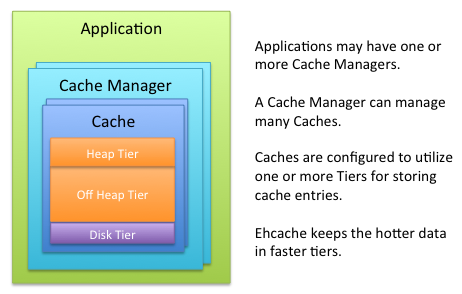 Application
Cache Manager
Cache
Heap Tier
Off Heap Tier
Disk Tier
Applications may have one or
more Cache Managers.
A Cache Manager can manage
many Caches.
Caches are configured to utilize
one or more Tiers for storing
cache entries.
Ehcache keeps the hotter data
in faster tiers.